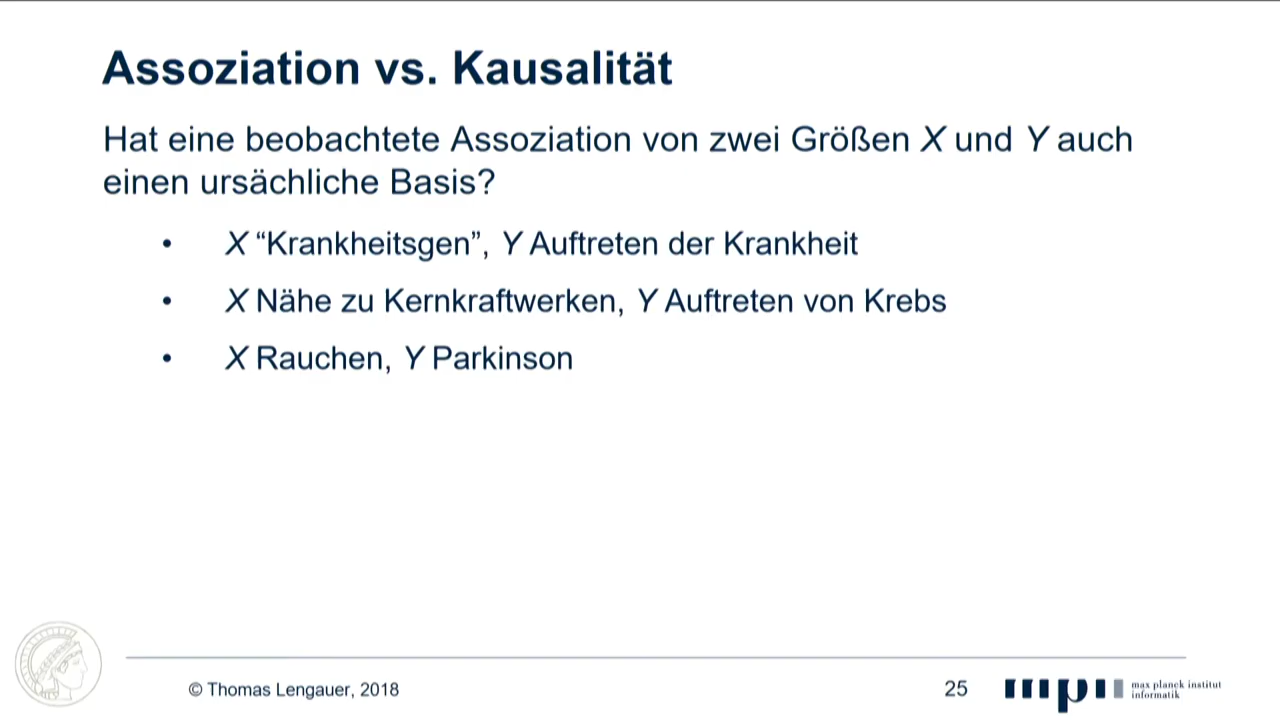 Assoziation vs. Kausalität
Hat eine beobachtete Assoziation von zwei Größen X und Y auch
einen ursächliche Basis?
• X “Krankheitsgen”, Y Auftreten der Krankheit
• X Nähe zu Kernkraftwerken, Y Auftreten von Krebs
• X Rauchen, Y Parkinson
© Thomas Lengauer, 2018
25
mpi
max planck institut
informatik